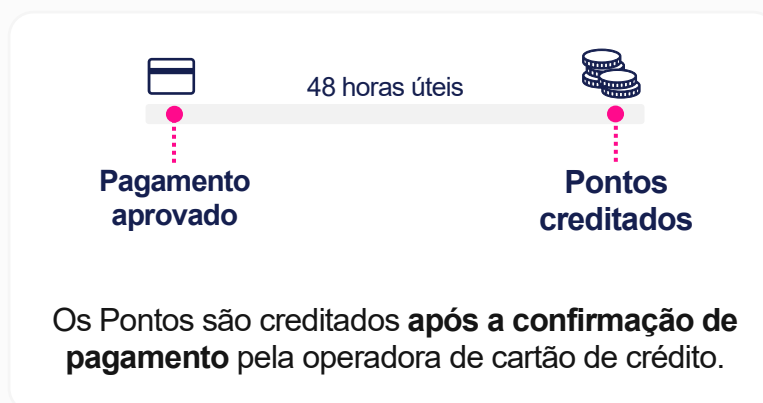 48 horas úteis
Pagamento
aprovado
Pontos
creditados
Os Pontos são creditados após a confirmação de
pagamento pela operadora de cartão de crédito.